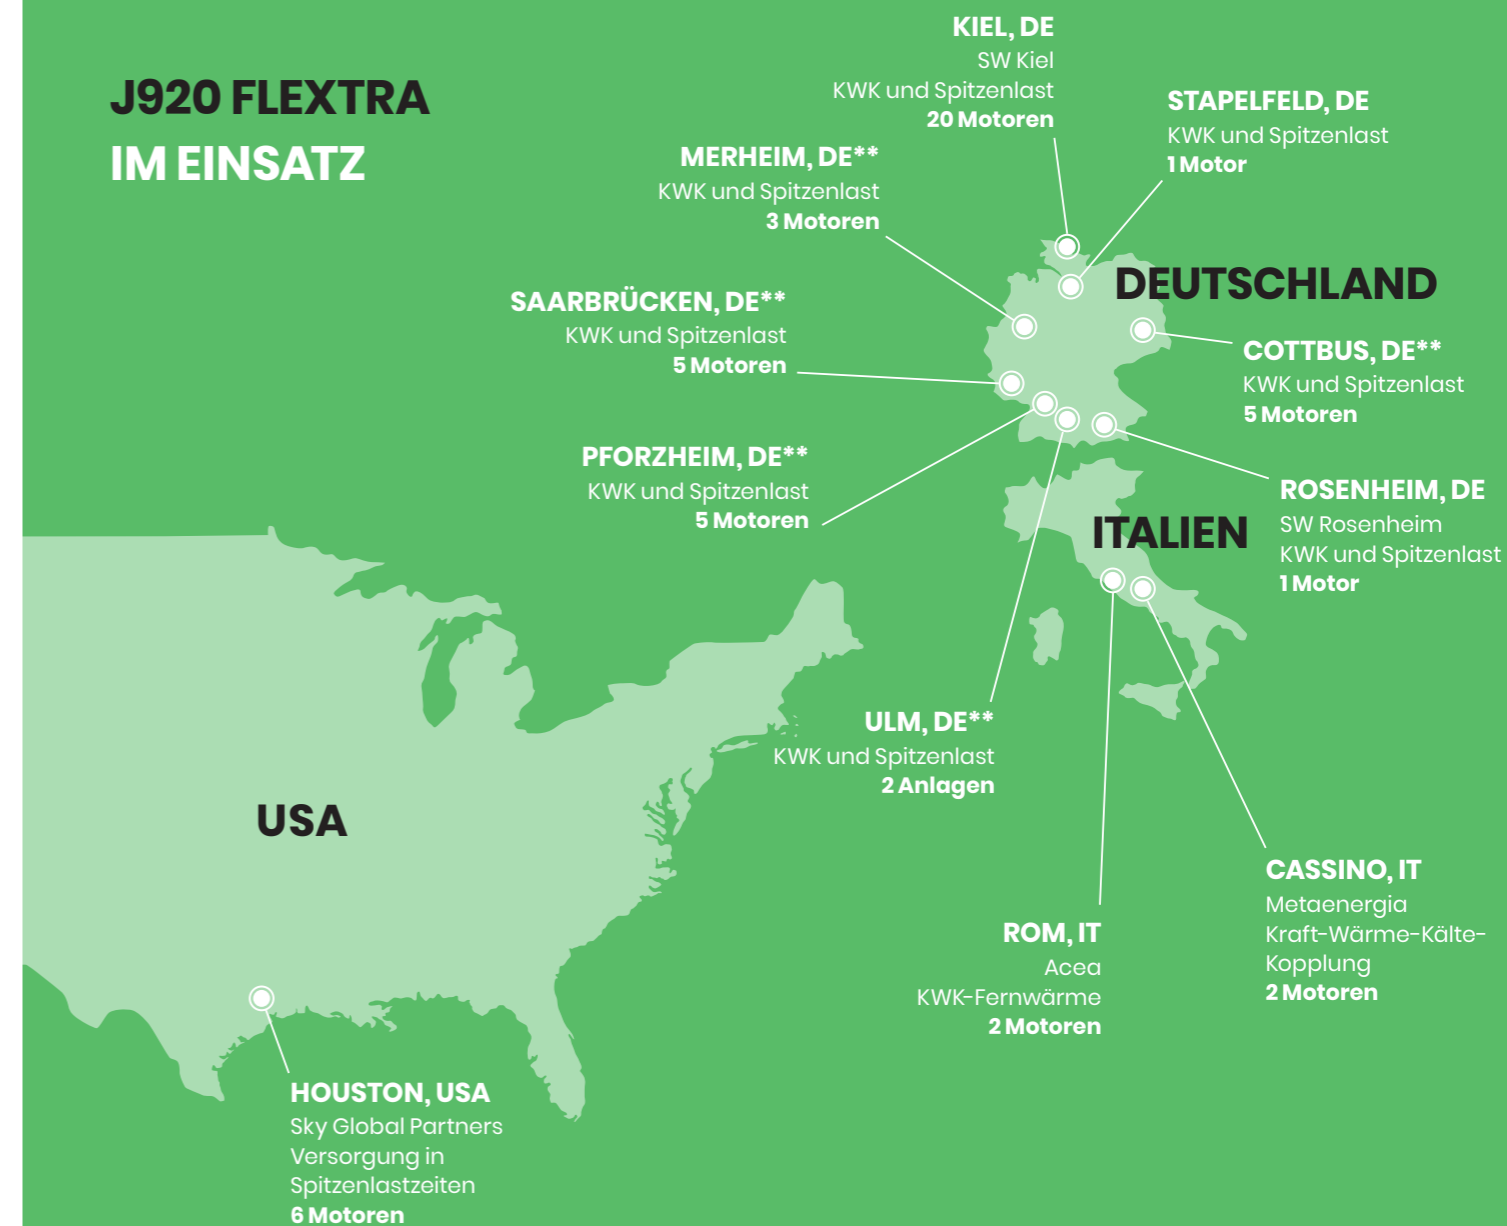 J920 FLEXTRA
IM EINSATZ
KIEL, DE
SW Kiel
KWK und Spitzenlast
20 Motoren
STAPELFELD, DE
KWK und Spitzenlast
1 Motor
MERHEIM, DE**
KWK und Spitzenlast
3 Motoren
DEUTSCHLAND
SAARBRÜCKEN, DE**
KWK und Spitzenlast
5 Motoren
COTTBUS, DE**
KWK und Spitzenlast
5 Motoren
PFORZHEIM, DE**
KWK und Spitzenlast
5 Motoren
ROSENHEIM, DE
SW Rosenheim
KWK und Spitzenlast
1 Motor
ITALIEN
ULM, DE**
KWK und Spitzenlast
2 Anlagen
USA
CASSINO, IT
Metaenergia
Kraft-Wärme-Kälte-
Kopplung
2 Motoren
ROM, IT
Acea
KWK-Fernwärme
2 Motoren
HOUSTON, USA
Sky Global Partners
Versorgung in
Spitzenlastzeiten
6 Motoren